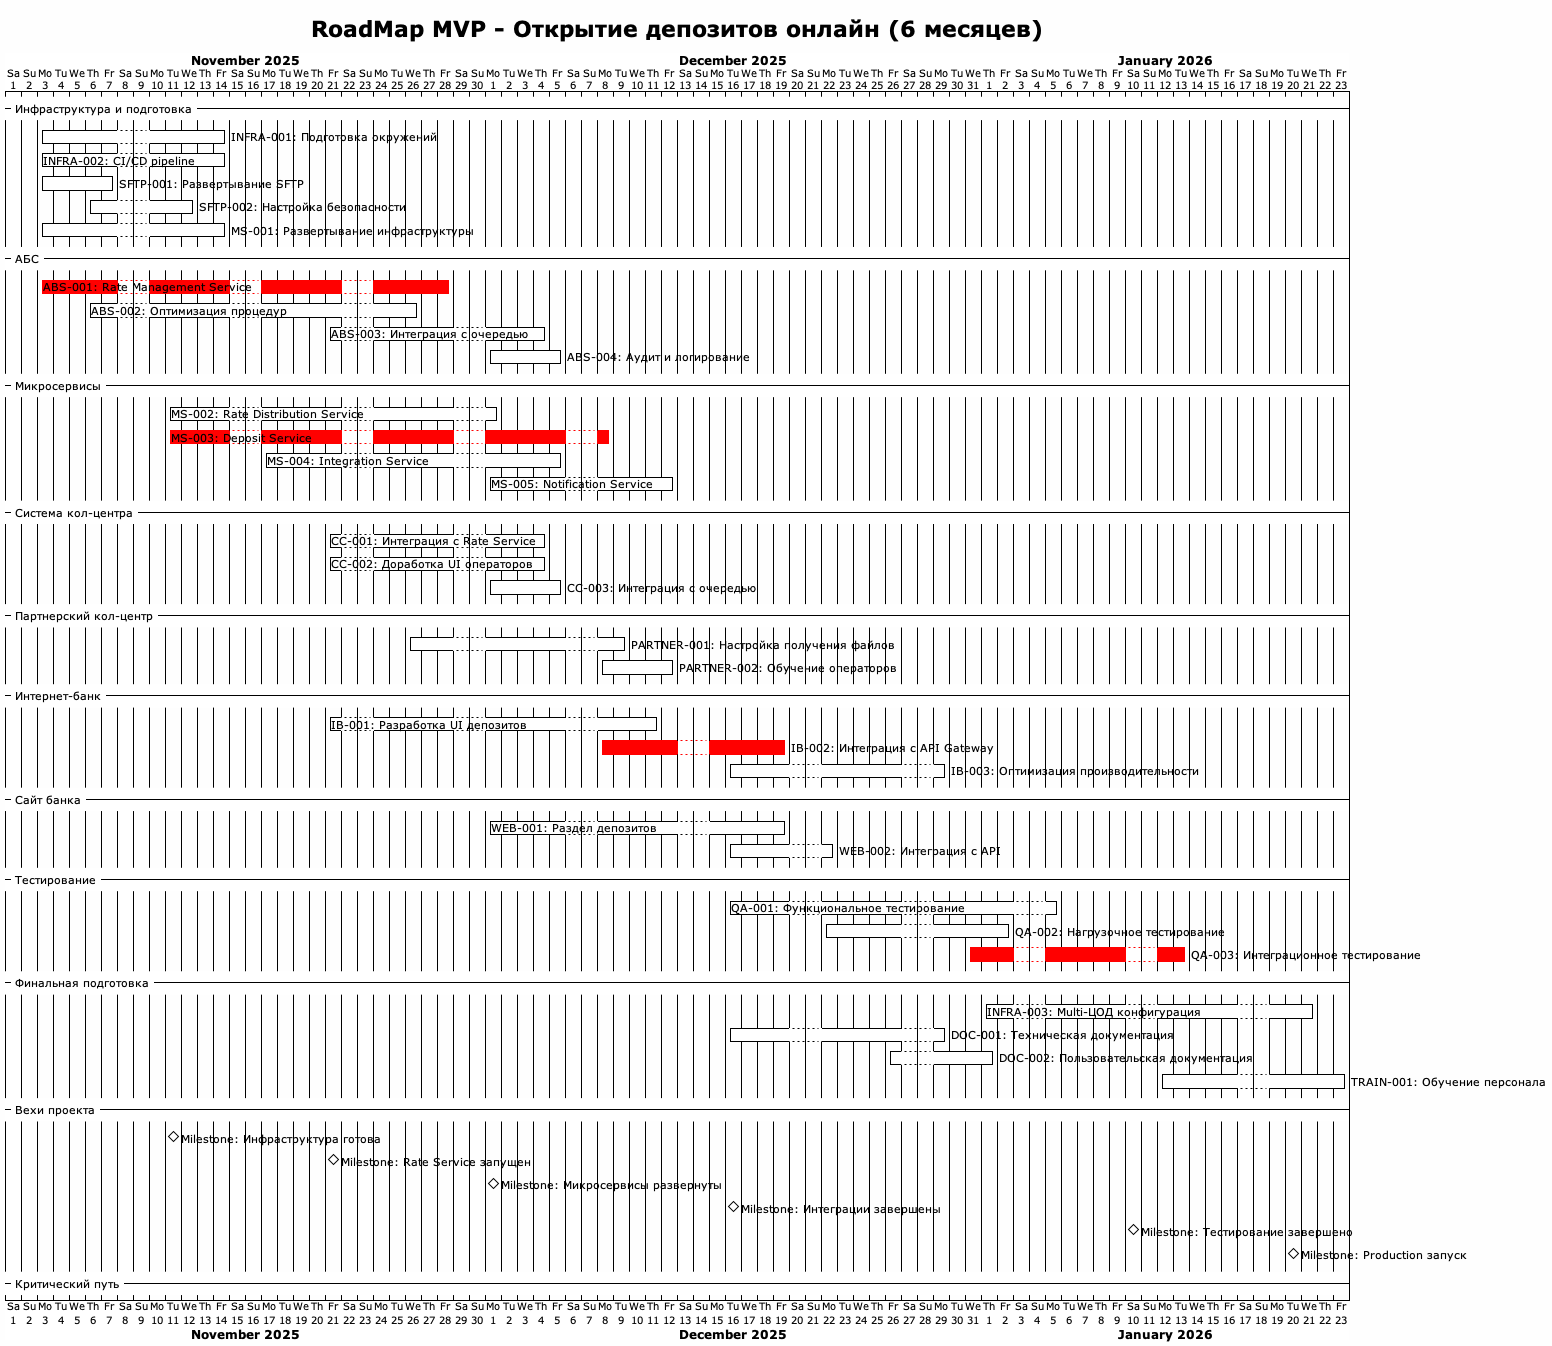 RoadMap MVP - Открытие депозитов онлайн (6 месяцев)
November 2025 December 2025 January 2026
Sa Su Mo Tu We Th Fr Sa Su Mo Tu We Th Fr Sa Su Mo Tu We Th Fr Sa Su Mo Tu We Th Fr Sa Su Mo Tu We Th Fr Sa Su Mo Tu We Th Fr Sa Su Mo Tu We Th Fr Sa Su Mo Tu We Th Fr Sa Su Mo Tu We Th Fr Sa Su Mo Tu We Th Fr Sa Su Mo Tu We Th Fr Sa Su Mo Tu We Th Fr
1 2 3 4 5 6 7 8 9 10 11 12 13 14 15 16 17 18 19 20 21 22 23 24 25 26 27 28 29 30 1 2 3 4 5 6 7 8 9 10 11 12 13 14 15 16 17 18 19 20 21 22 23 24 25 26 27 28 29 30 31 1 2 3 4 5 6 7 8 9 10 11 12 13 14 15 16 17 18 19 20 21 22 23
Инфраструктура и подготовка
INFRA-001: Подготовка окружений
INFRA-002: CI/CD pipeline
SFTP-001: Развертывание SFTP
SFTP-002: Настройка безопасности
MS-001: Развертывание инфраструктуры
АБС
ABS-001: Rate Management Service
ABS-002: Оптимизация процедур
ABS-003: Интеграция с очередью
ABS-004: Аудит и логирование
Микросервисы
MS-002: Rate Distribution Service
MS-003: Deposit Service
MS-004: Integration Service
MS-005: Notification Service
Система кол-центра
CC-001: Интеграция с Rate Service
CC-002: Доработка UI операторов
CC-003: Интеграция с очередью
Партнерский кол-центр
PARTNER-001: Настройка получения файлов
PARTNER-002: Обучение операторов
Интернет-банк
IB-001: Разработка UI депозитов
IB-002: Интеграция с API Gateway
IB-003: Оптимизация производительности
Сайт банка
WEB-001: Раздел депозитов
WEB-002: Интеграция с API
Тестирование
QA-001: Функциональное тестирование
QA-002: Нагрузочное тестирование
QA-003: Интеграционное тестирование
Финальная подготовка
INFRA-003: Multi-ЦОД конфигурация
DOC-001: Техническая документация
DOC-002: Пользовательская документация
TRAIN-001: Обучение персонала
Вехи проекта
Milestone: Инфраструктура готова
Milestone: Rate Service запущен
Milestone: Микросервисы развернуты
Milestone: Интеграции завершены
Milestone: Тестирование завершено
Milestone: Production запуск
Критический путь
Sa Su Mo Tu We Th Fr Sa Su Mo Tu We Th Fr Sa Su Mo Tu We Th Fr Sa Su Mo Tu We Th Fr Sa Su Mo Tu We Th Fr Sa Su Mo Tu We Th Fr Sa Su Mo Tu We Th Fr Sa Su Mo Tu We Th Fr Sa Su Mo Tu We Th Fr Sa Su Mo Tu We Th Fr Sa Su Mo Tu We Th Fr Sa Su Mo Tu We Th Fr
1 2 3 4 5 6 7 8 9 10 11 12 13 14 15 16 17 18 19 20 21 22 23 24 25 26 27 28 29 30 1 2 3 4 5 6 7 8 9 10 11 12 13 14 15 16 17 18 19 20 21 22 23 24 25 26 27 28 29 30 31 1 2 3 4 5 6 7 8 9 10 11 12 13 14 15 16 17 18 19 20 21 22 23
November 2025 December 2025 January 2026